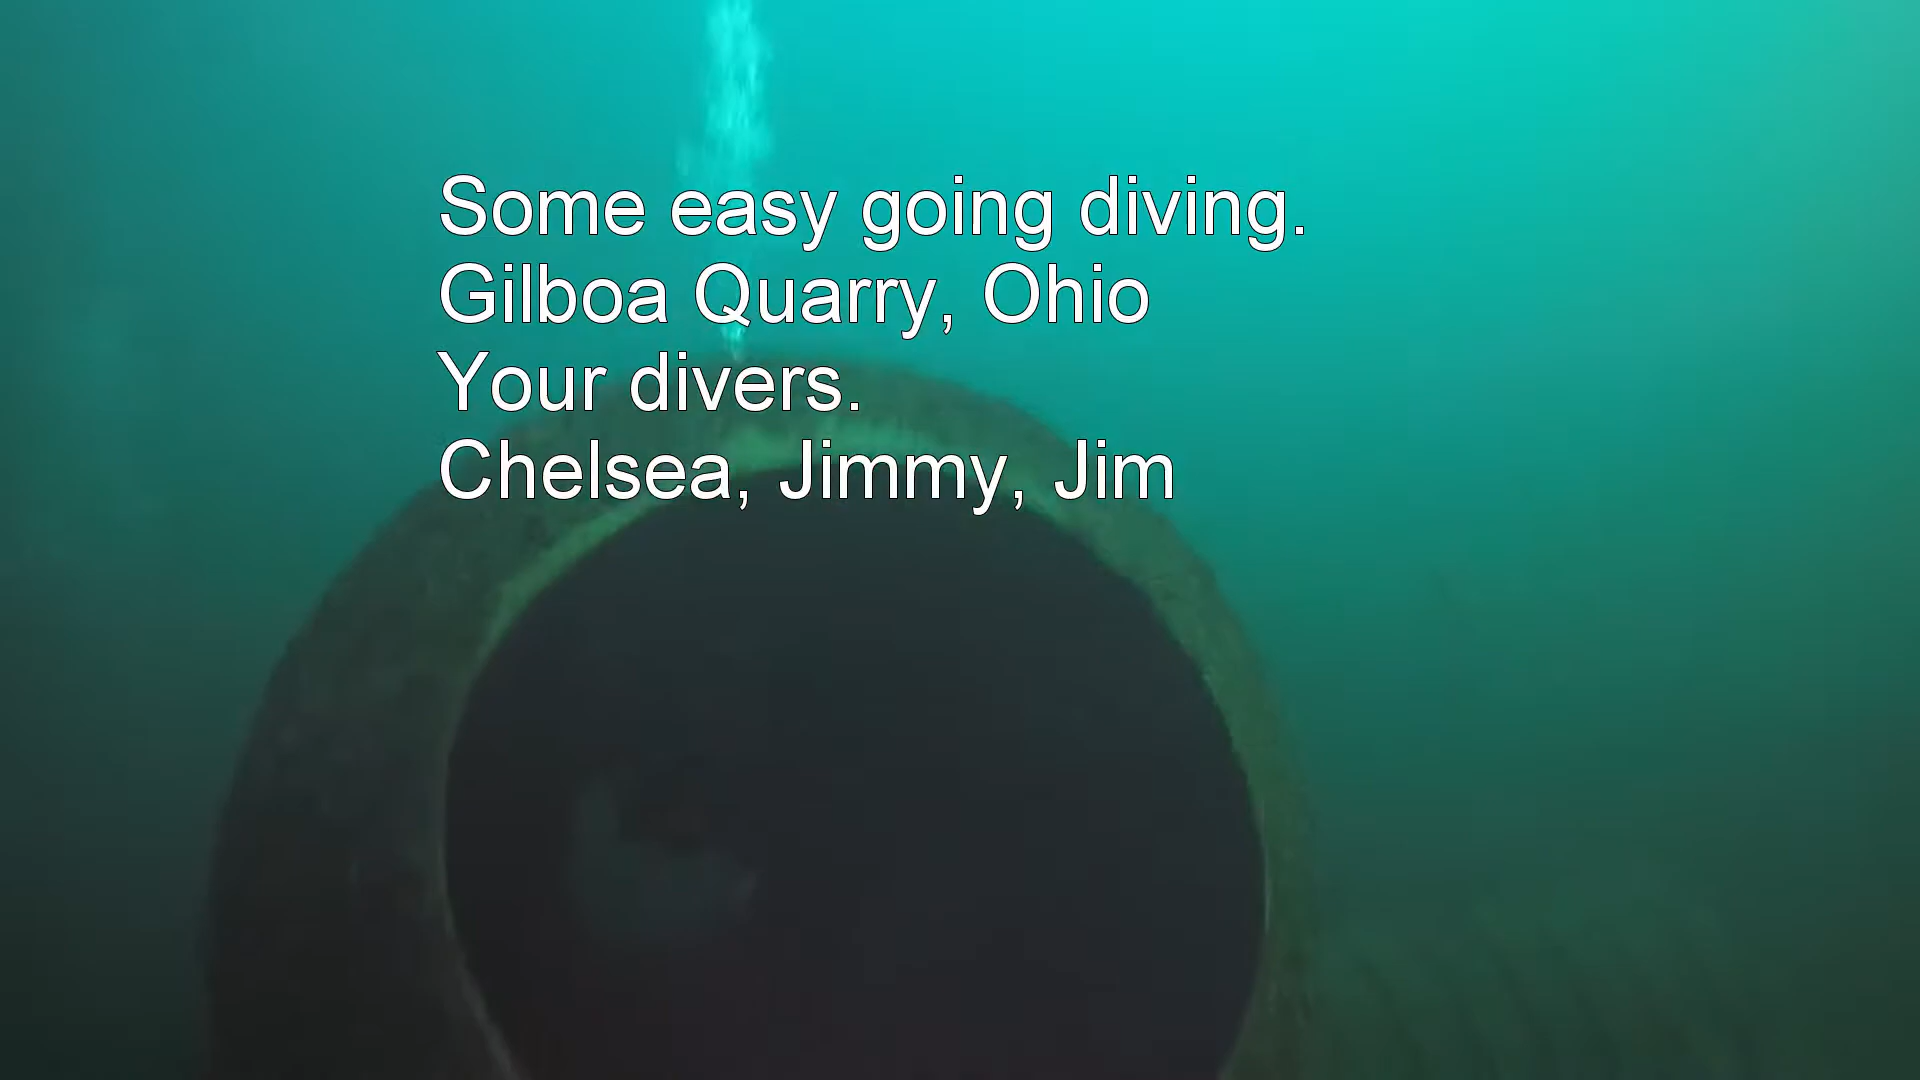 Some easy going diving.
Gilboa Quarry, Ohio
Your divers.
Chelsea, Jimmy, Jim